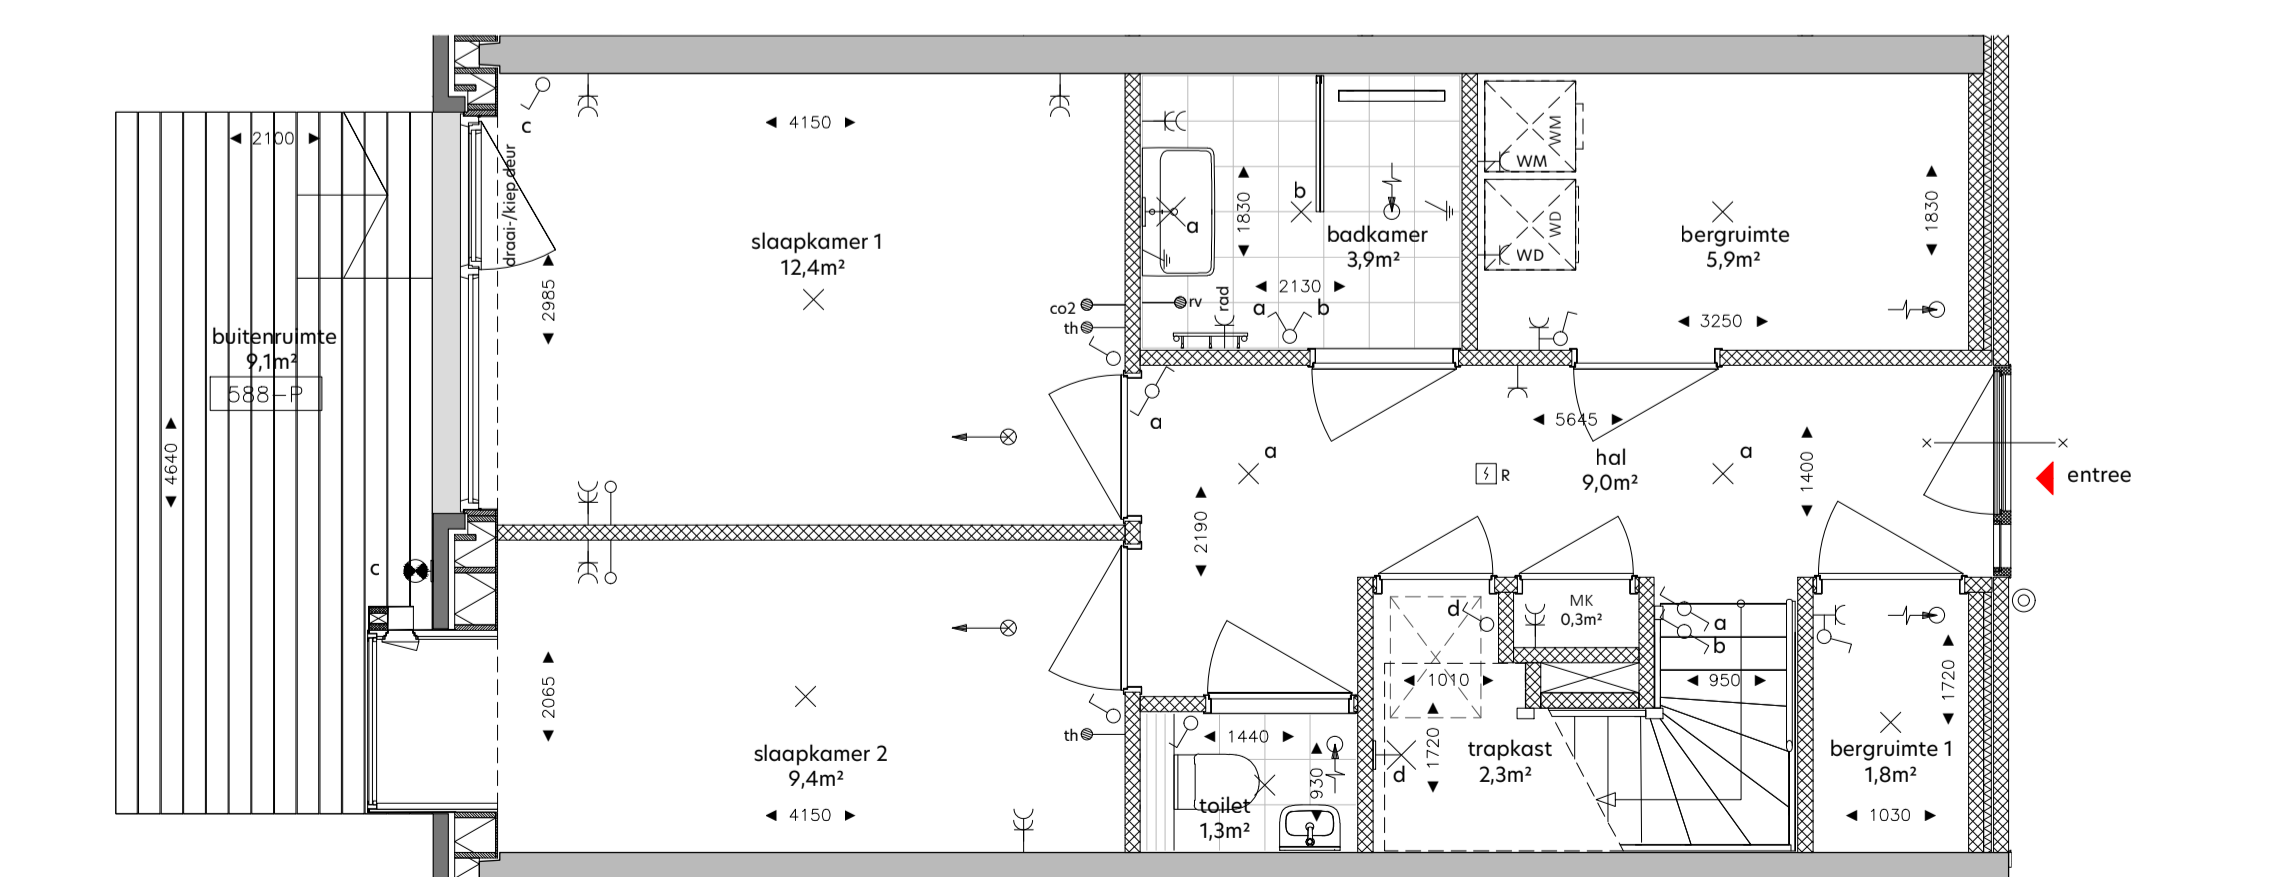 c
2100
4150
draai-/kiep deur
slaapkamer 1
12,4m²
2985
buitenruimte
9,1m²
588-P
4640
c
co2
th
rv
rad
a
1830
b
badkamer
3,9m²
2130
a
b
WM
WM
WD
WD
bergruimte
5,9m²
1830
3250
a
a
R
5645
hal
9,0m²
a
1400
entree
2190
2065
slaapkamer 2
9,4m²
4150
th
1440
930
toilet
1,3m²
d
1010
1720
d
trapkast
2,3m²
MK
0,3m²
a
b
950
1720
bergruimte 1
1,8m²
1030